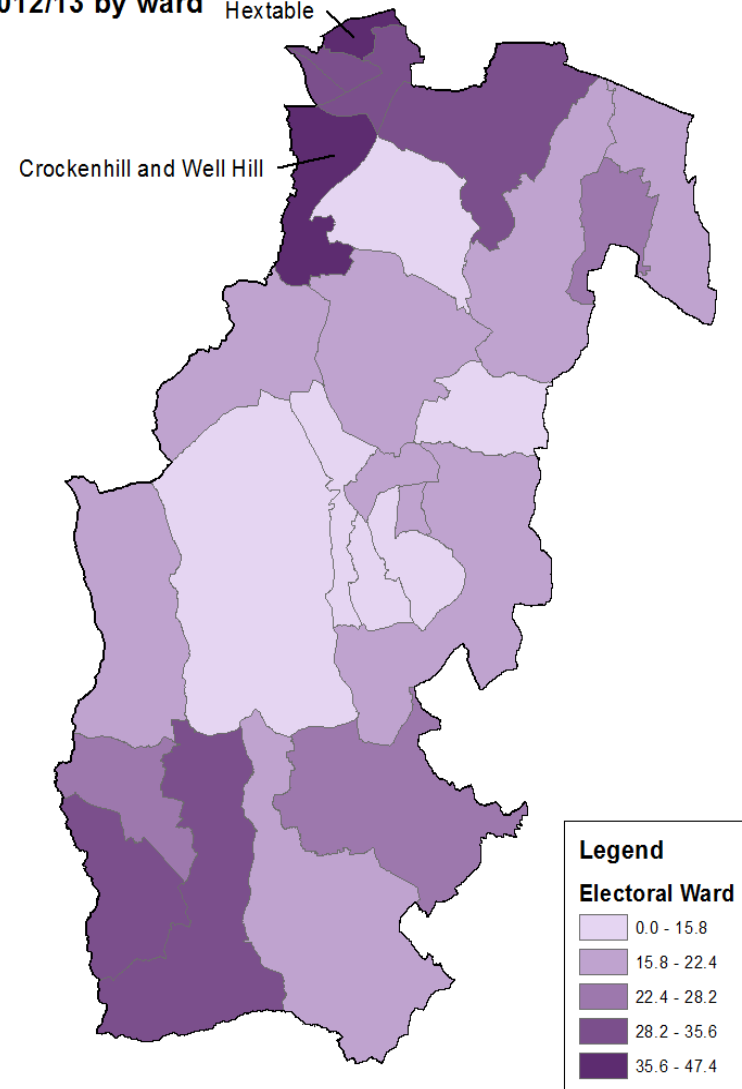 012/13 by ward
Hextable
Crockenhill and Well Hill
Legend
Electoral Ward
0.0 - 15.8
15.8 - 22.4
22.4 - 28.2
28.2 - 35.6
35.6 - 47.4